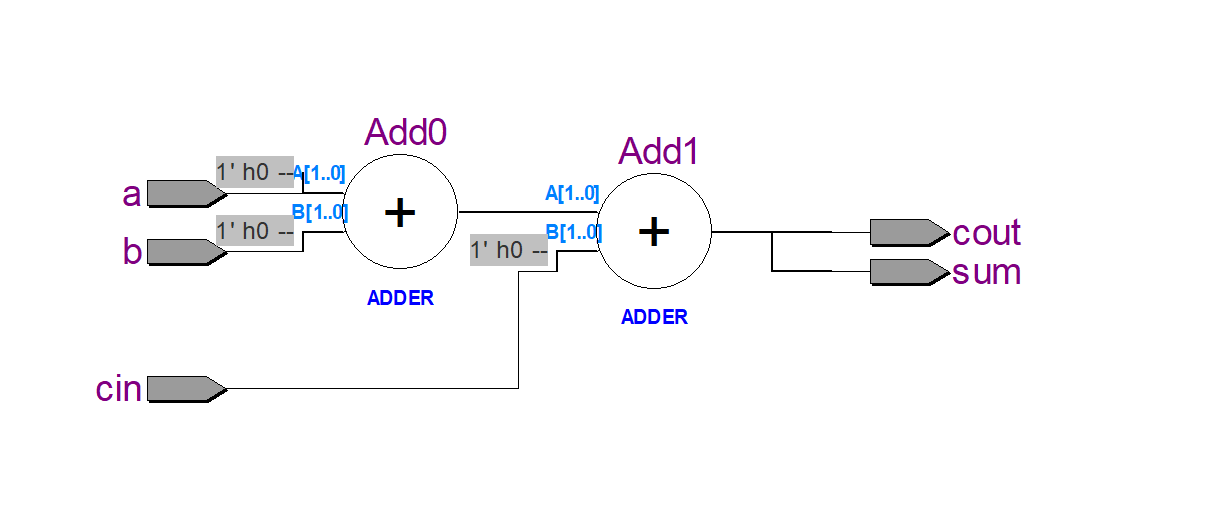 Add0
Add1
1' h0 --
A[1..0]
a
B[1..0]
1' h0 --
b
+
ADDER
A[1..0]
B[1..0]
1' h0 --
+
ADDER
cout
sum
cin